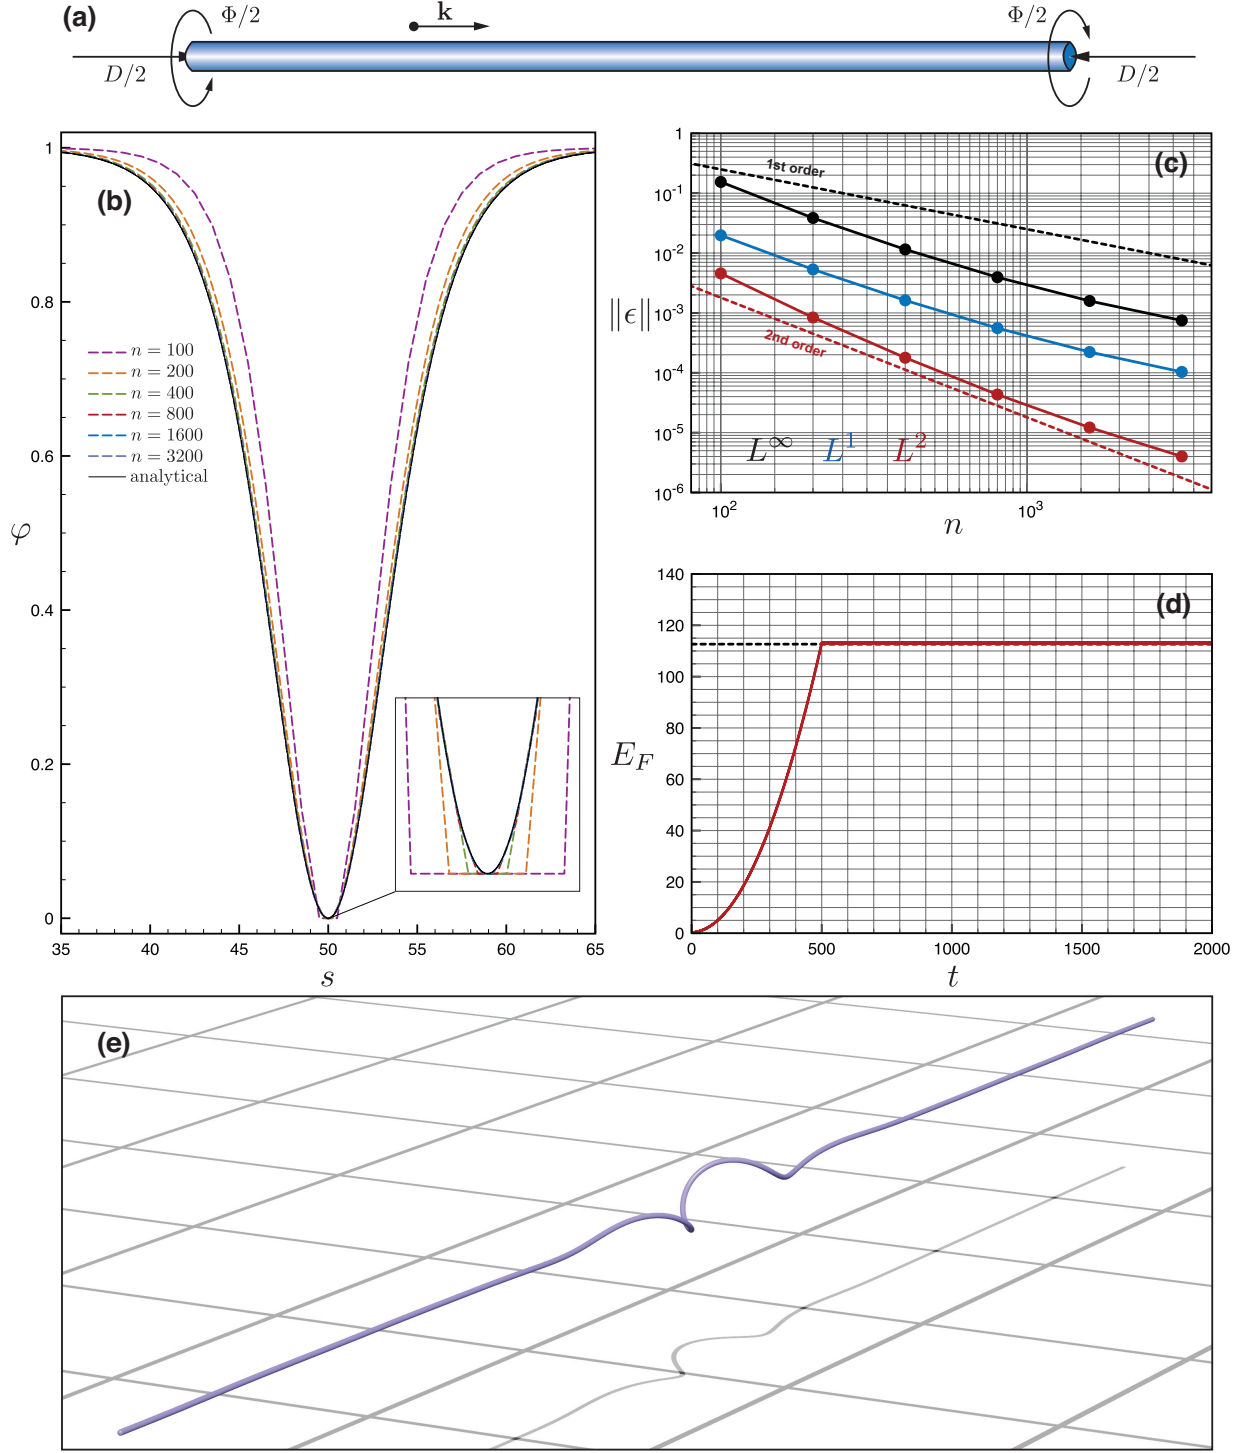 (a)
Φ/2
k
Φ/2
D/2
D/2
(b)
1
0.8
0.6
0.4
0.2
0
φ
n = 100
n = 200
n = 400
n = 800
n = 1600
n = 3200
analytical
35
40
45
50
55
60
65
s
(c)
1
10⁻¹
10⁻²
10⁻³
10⁻⁴
10⁻⁵
10⁻⁶
‖ϵ‖
1st order
2nd order
L^∞ L¹ L²
10²
10³
n
(d)
140
120
100
80
60
40
20
0
E_F
0
500
1000
1500
2000
t
(e)